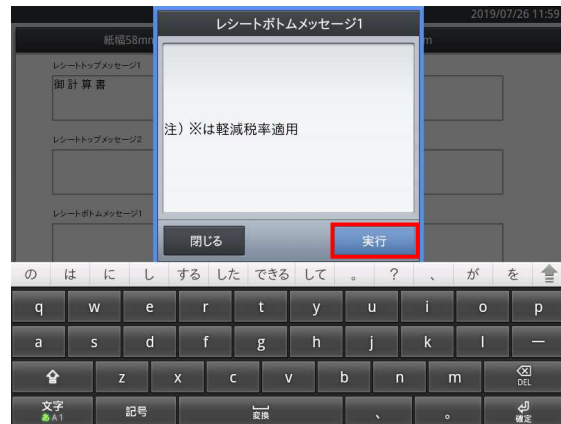 2019/07/26 11:59
レシートボトムメッセージ1
紙幅58mm
レシートトップメッセージ1
御計算書
注）※は軽減税率適用
レシートトップメッセージ2
レシートボトムメッセージ1
閉じる 実行
の は に し する した できる して 。 ? 、 が を
q w e r t y u i o p
a s d f g h j k l ー
z x c v b n m DEL
文字 あA1 記号 変換 、 。 確定